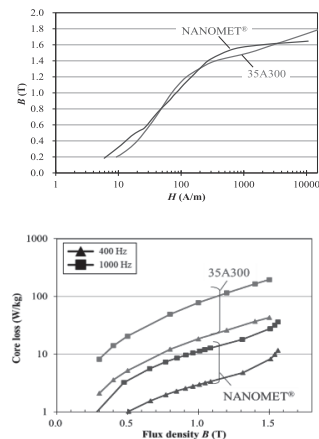 2.0
NANOMET®
1.8
1.6
1.4
35A300
1.2
1.0
0.8
0.6
0.4
0.2
0.0
B (T)
1 10 100 1000 10000
H (A/m)
1000
400 Hz
1000 Hz
35A300
100
10
NANOMET®
1
Core loss (W/kg)
0.0 0.5 1.0 1.5
Flux density B (T)